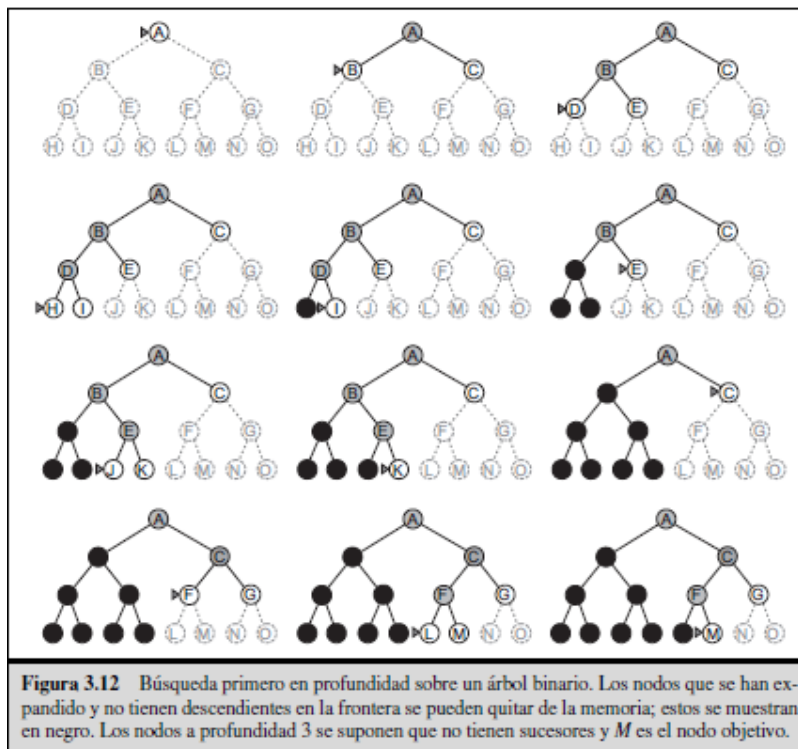 A
B C
D E F G
H I J K L M N O
A
B C
D E F G
H I J K L M N O
A
B C
D E F G
H I J K L M N O
A
B C
D E F G
H I J K L M N O
A
B C
D E F G
I J K L M N O
A
B C
E F G
J K L M N O
A
B C
E F G
J K L M N O
A
B C
E F G
K L M N O
A
C
F G
L M N O
A
C
F G
L M N O
A
C
F G
L M N O
A
C
F G
M N O
Figura 3.12 Búsqueda primero en profundidad sobre un árbol binario. Los nodos que se han ex-
pandido y no tienen descendientes en la frontera se pueden quitar de la memoria; estos se muestran
en negro. Los nodos a profundidad 3 se suponen que no tienen sucesores y M es el nodo objetivo.